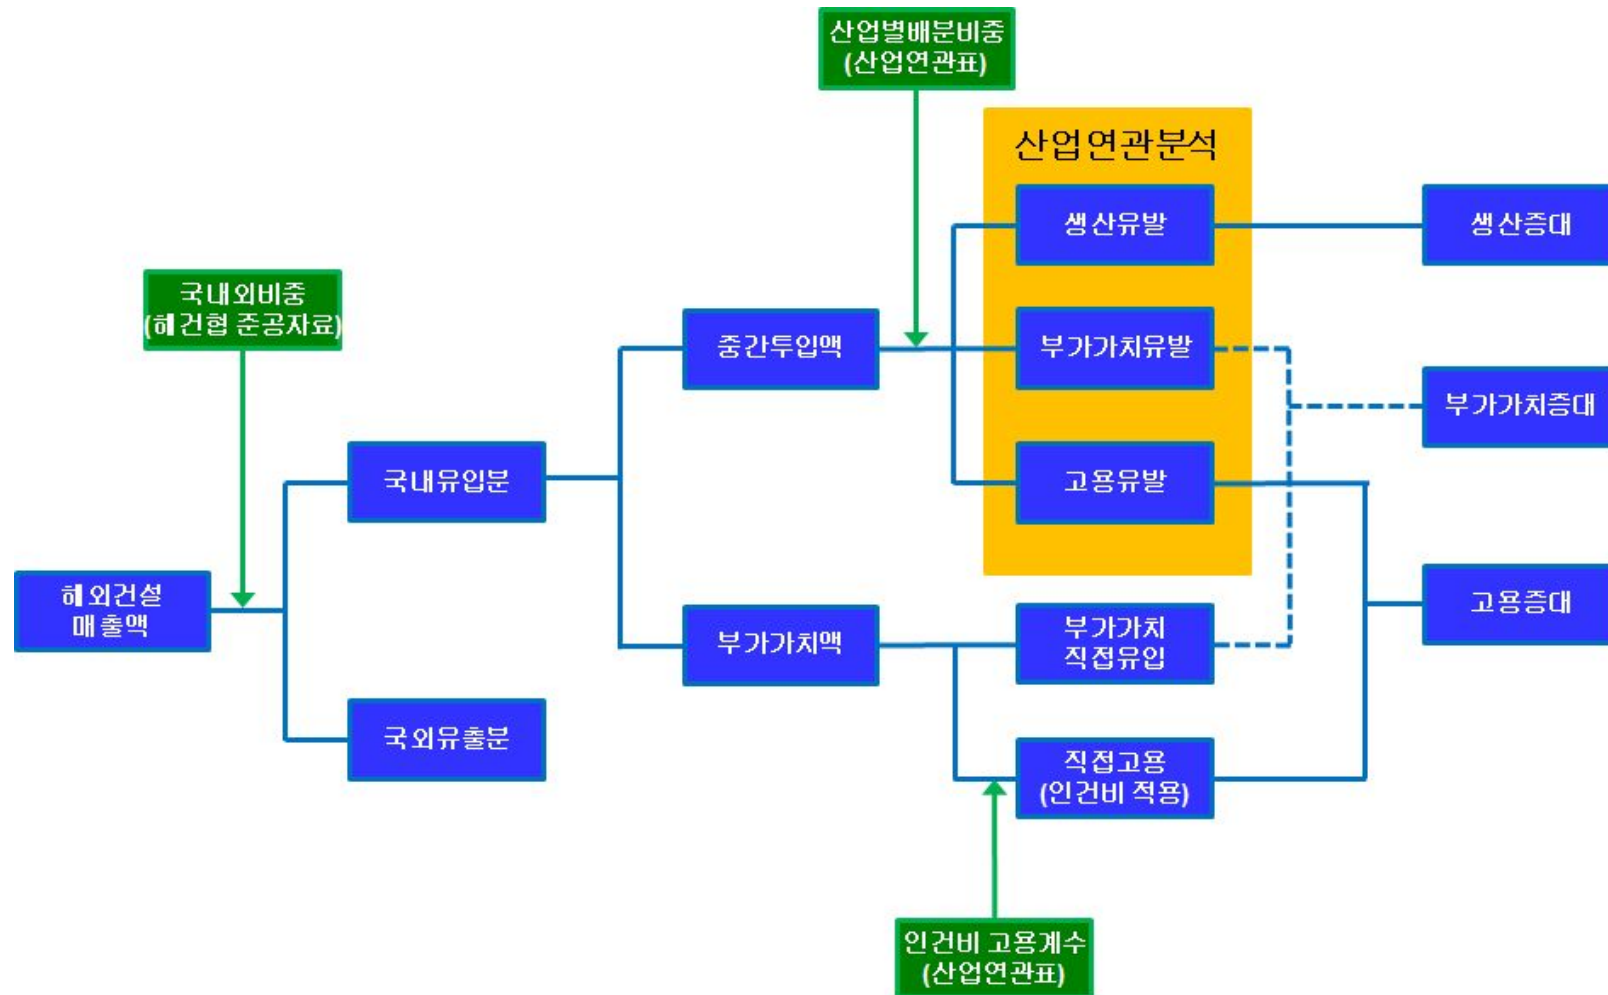 산업별배분비중
(산업연관표)
산업연관분석
생산유발
생산증대
국내외비중
(해건협 준공자료)
중간투입액
부가가치유발
부가가치증대
국내유입분
고용유발
해외건설
매출액
고용증대
부가가치액
부가가치
직접유입
국외유출분
직접고용
(인건비 적용)
인건비 고용계수
(산업연관표)